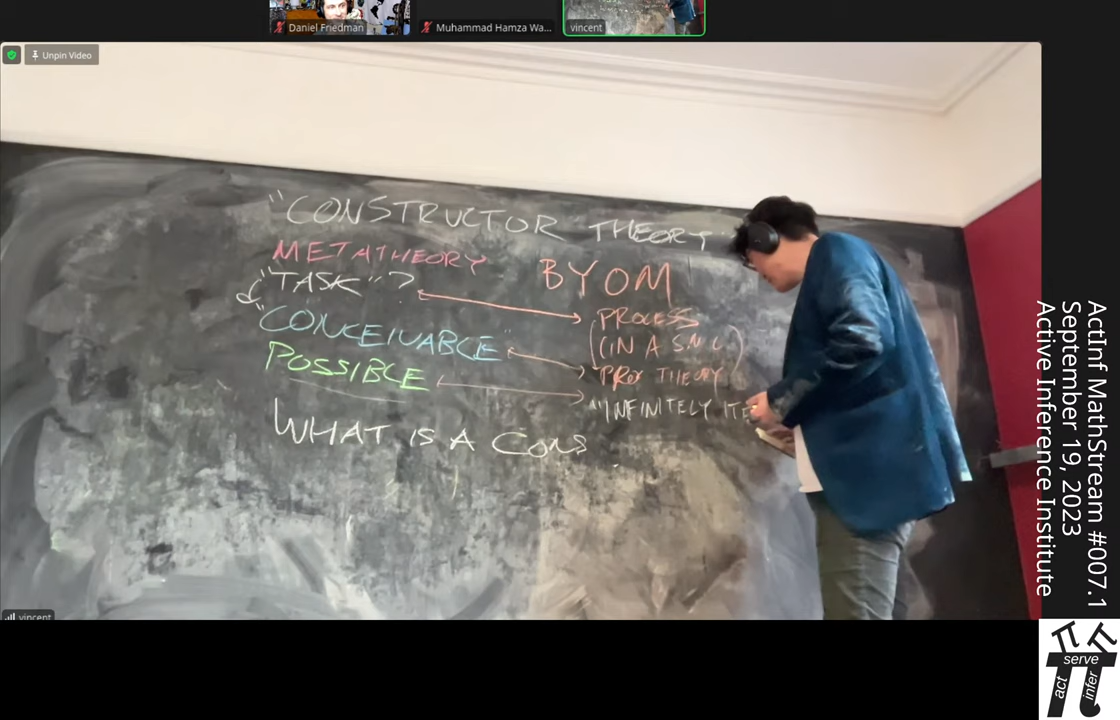 Daniel Friedman
Muhammad Hamza Wa...
vincent
Unpin Video
"CONSTRUCTOR THEORY
METATHEORY
BYOM
"TASK"?
PROCESS
"CONCEIVABLE"
(IN A S.M.C.)
POSSIBLE
THEORY
"INFINITELY ITE
WHAT IS A CONS
vincent
ActInf MathStream #007.1
September 19, 2023
Active Inference Institute
act
serve
infer